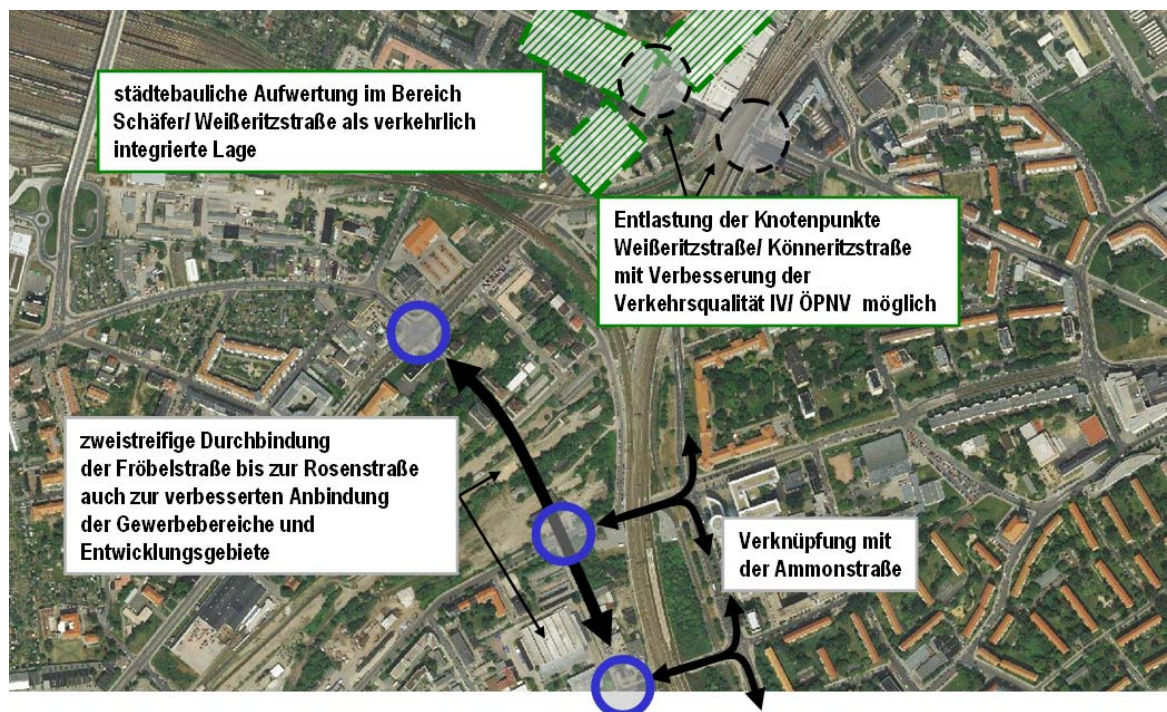 städtebauliche Aufwertung im Bereich
Schäfer/ Weißeritzstraße als verkehrlich
integrierte Lage
Entlastung der Knotenpunkte
Weißeritzstraße/ Könneritzstraße
mit Verbesserung der
Verkehrsqualität IV/ ÖPNV möglich
zweistreifige Durchbindung
der Fröbelstraße bis zur Rosenstraße
auch zur verbesserten Anbindung
der Gewerbebereiche und
Entwicklungsgebiete
Verknüpfung mit
der Ammonstraße